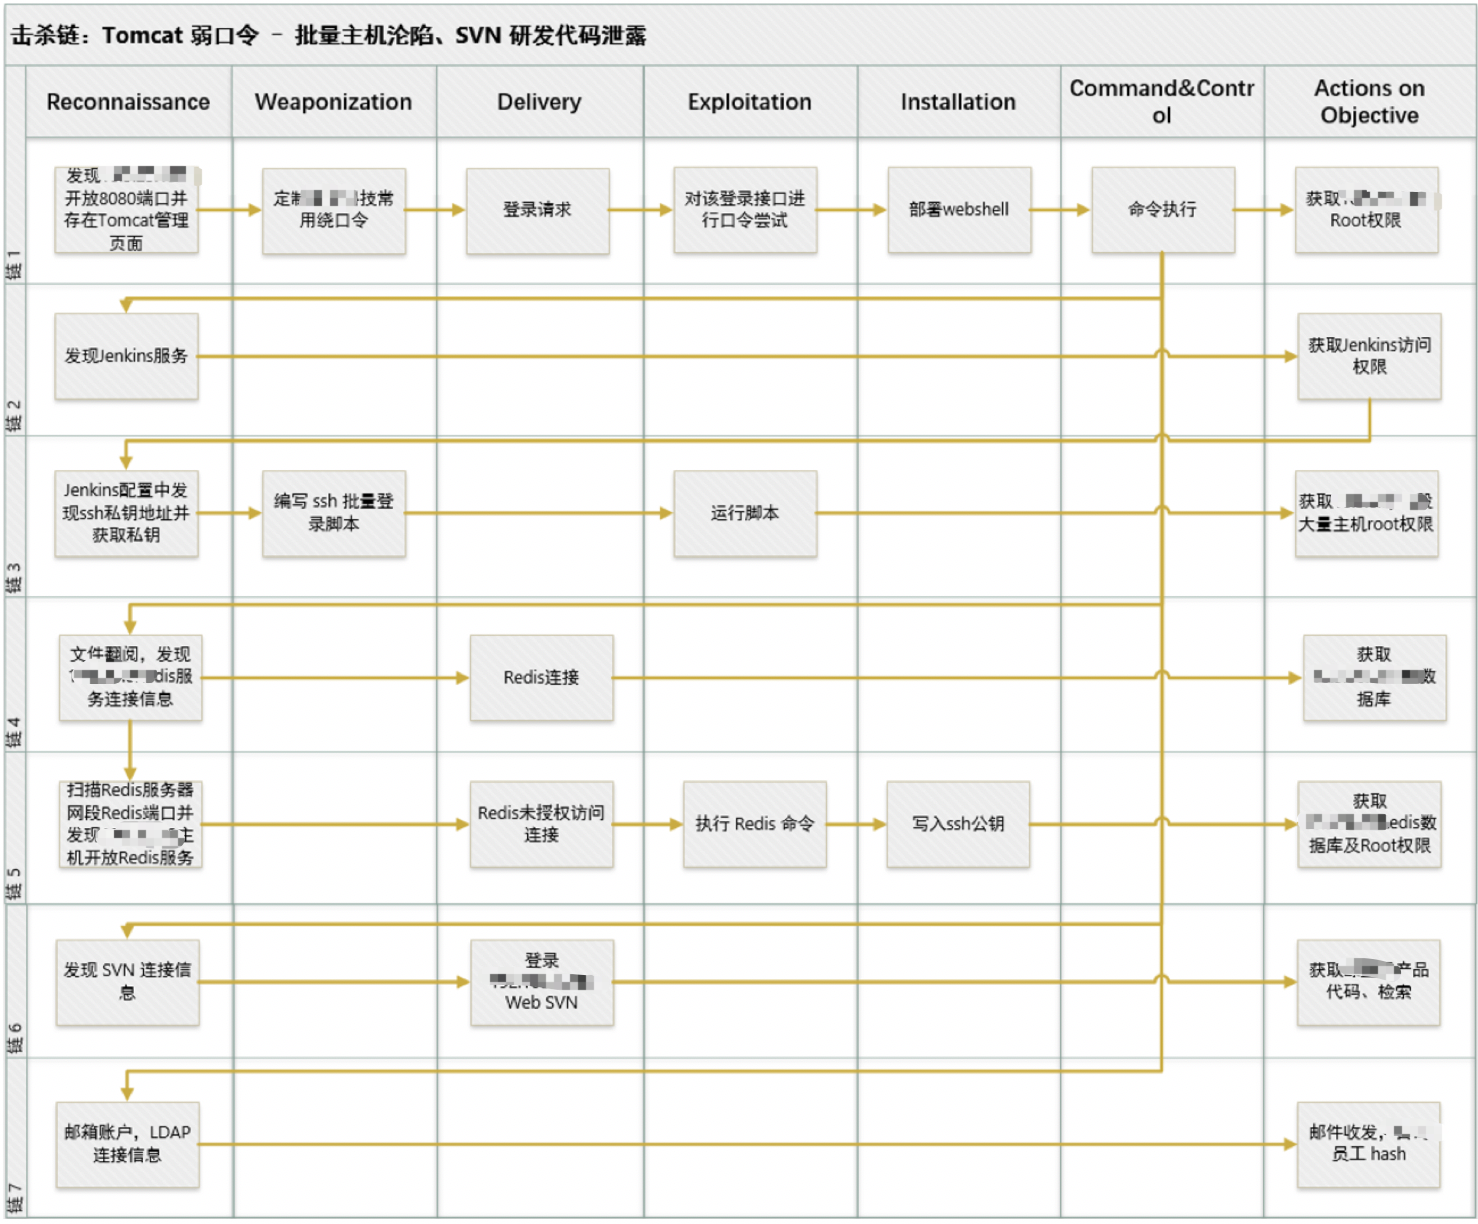 击杀链：Tomcat 弱口令 - 批量主机沦陷、SVN 研发代码泄露
Reconnaissance
Weaponization
Delivery
Exploitation
Installation
Command&Contr
ol
Actions on
Objective
链 1
发现
开放8080端口并
存在Tomcat管理
页面
定制 技常
用绕口令
登录请求
对该登录接口进
行口令尝试
部署webshell
命令执行
获取
Root权限
链 2
发现Jenkins服务
获取Jenkins访问
权限
链 3
Jenkins配置中发
现ssh私钥地址并
获取私钥
编写 ssh 批量登
录脚本
运行脚本
获取
大量主机root权限
链 4
文件翻阅，发现
dis服
务连接信息
Redis连接
获取
数
据库
链 5
扫描Redis服务器
网段Redis端口并
发现 主
机开放Redis服务
Redis未授权访问
连接
执行 Redis 命令
写入ssh公钥
获取
edis数
据库及Root权限
链 6
发现 SVN 连接信
息
登录
Web SVN
获取 产品
代码、检索
链 7
邮箱账户，LDAP
连接信息
邮件收发，
员工 hash